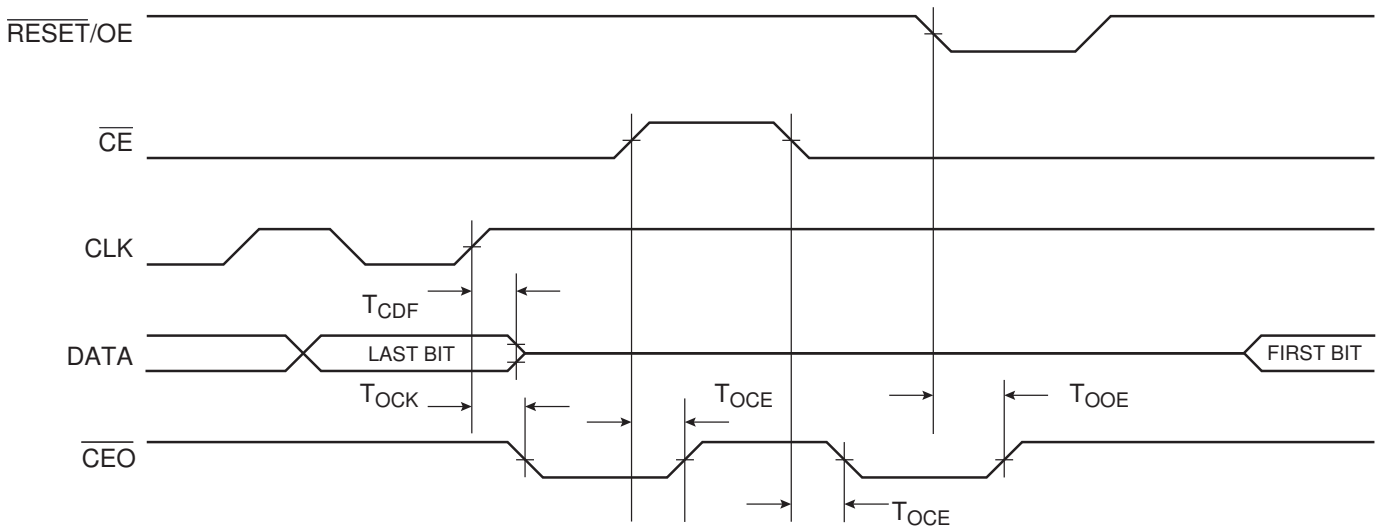 RESET/OE
CE
CLK
TCDF
DATA
LAST BIT
FIRST BIT
TOCK
TOCE
TOOE
CEO
TOCE